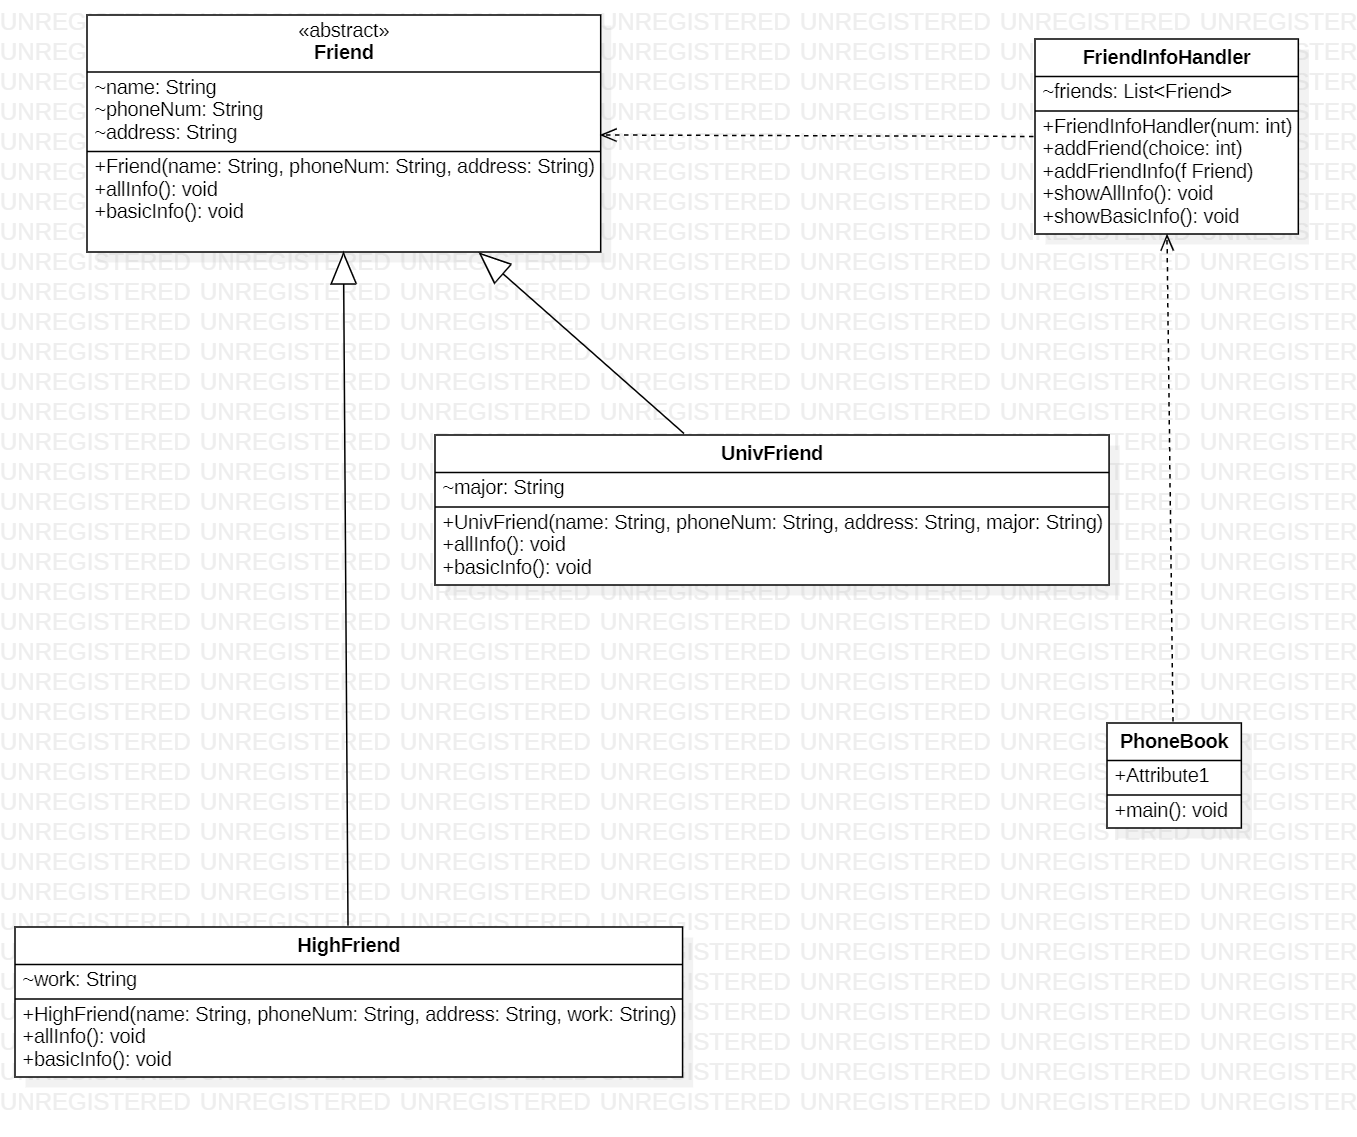 «abstract»
Friend
~name: String
~phoneNum: String
~address: String
+Friend(name: String, phoneNum: String, address: String)
+allInfo(): void
+basicInfo(): void
FriendInfoHandler
~friends: List<Friend>
+FriendInfoHandler(num: int)
+addFriend(choice: int)
+addFriendInfo(f Friend)
+showAllInfo(): void
+showBasicInfo(): void
UnivFriend
~major: String
+UnivFriend(name: String, phoneNum: String, address: String, major: String)
+allInfo(): void
+basicInfo(): void
PhoneBook
+Attribute1
+main(): void
HighFriend
~work: String
+HighFriend(name: String, phoneNum: String, address: String, work: String)
+allInfo(): void
+basicInfo(): void
UNREGISTERED UNREGISTERED UNREGISTERED UNREGISTERED UNREGISTERED UNREGISTERED